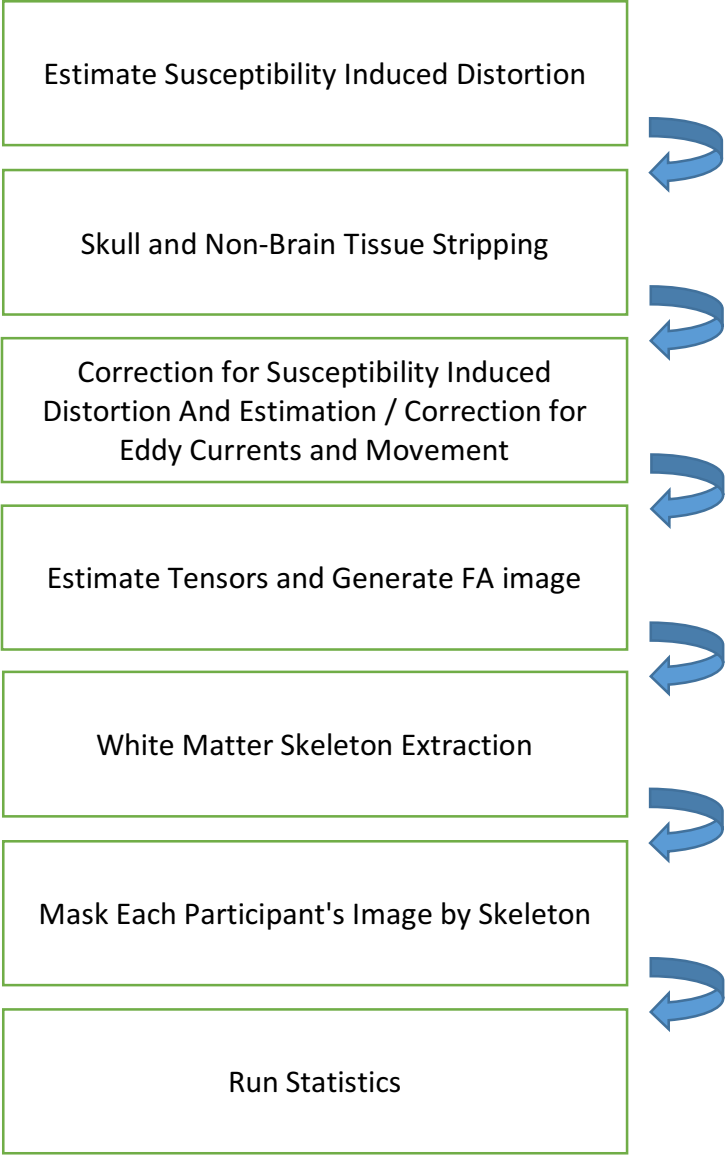 Estimate Susceptibility Induced Distortion
Skull and Non-Brain Tissue Stripping
Correction for Susceptibility Induced
Distortion And Estimation / Correction for
Eddy Currents and Movement
Estimate Tensors and Generate FA image
White Matter Skeleton Extraction
Mask Each Participant's Image by Skeleton
Run Statistics